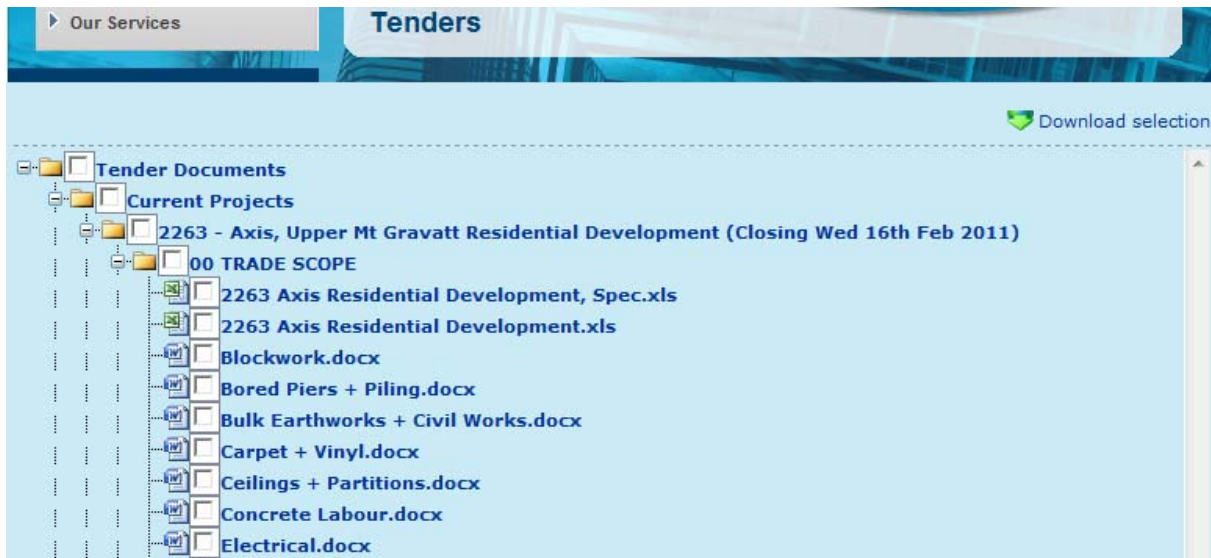 Our Services
Tenders
Download selection
Tender Documents
Current Projects
2263 - Axis, Upper Mt Gravatt Residential Development (Closing Wed 16th Feb 2011)
00 TRADE SCOPE
2263 Axis Residential Development, Spec.xls
2263 Axis Residential Development.xls
Blockwork.docx
Bored Piers + Piling.docx
Bulk Earthworks + Civil Works.docx
Carpet + Vinyl.docx
Ceilings + Partitions.docx
Concrete Labour.docx
Electrical.docx